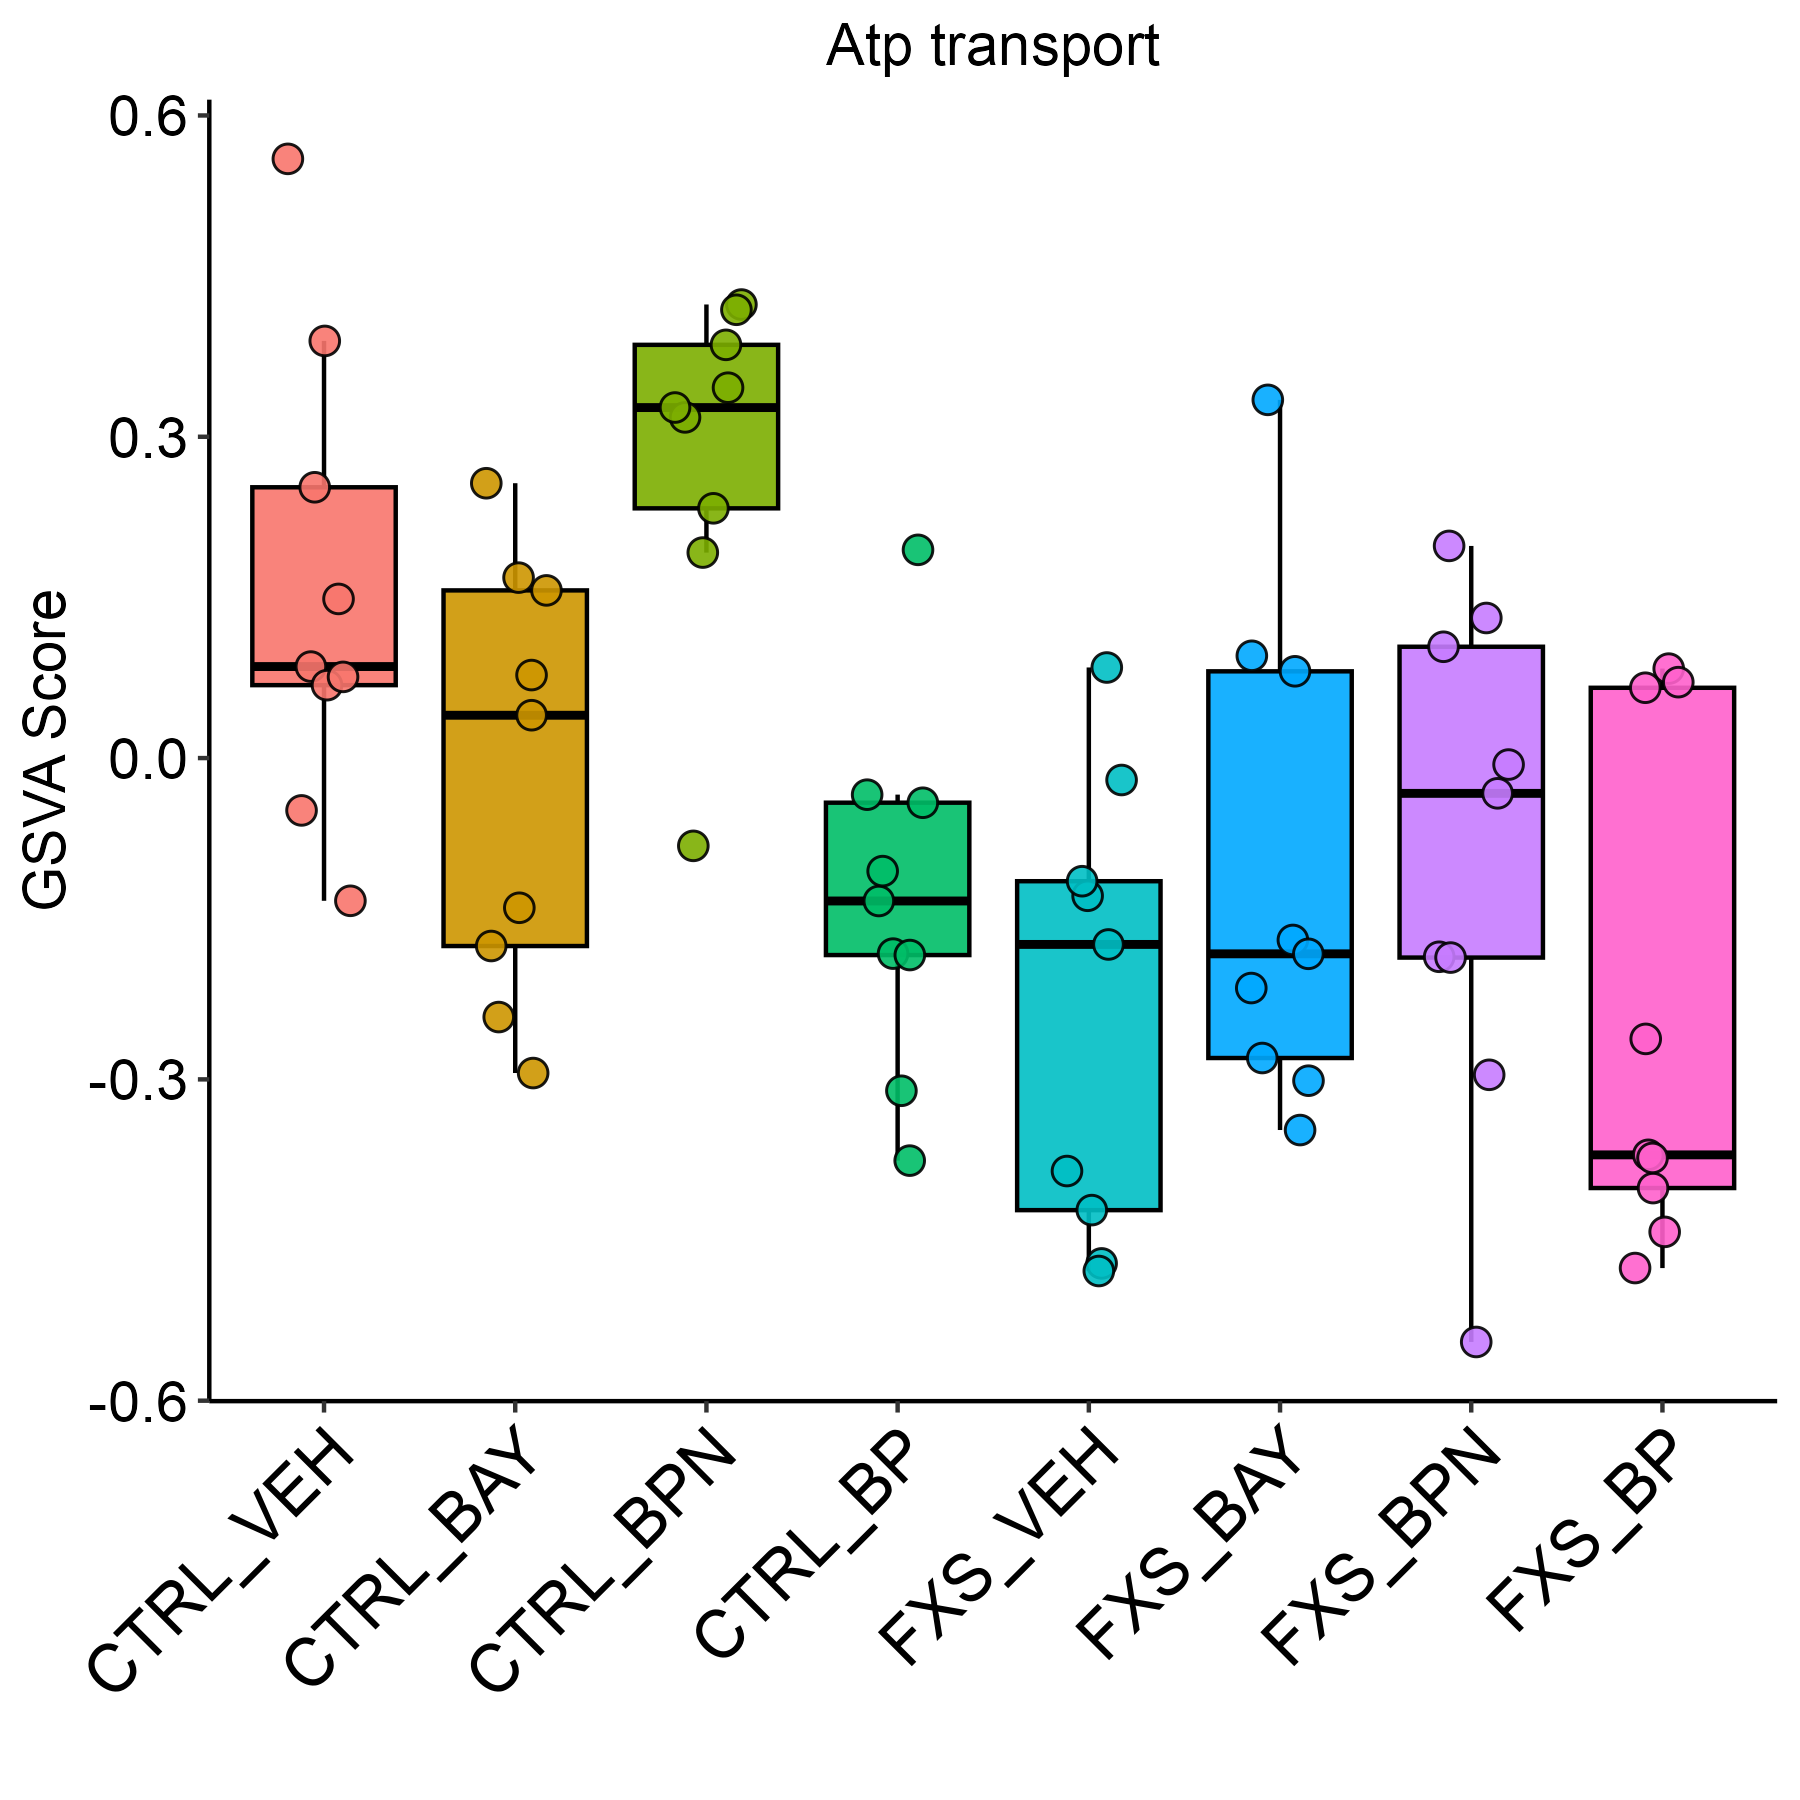 Atp transport
GSVA Score
0.6
0.3
0.0
-0.3
-0.6
CTRL_VEH
CTRL_BAY
CTRL_BPN
CTRL_BP
FXS_VEH
FXS_BAY
FXS_BPN
FXS_BP